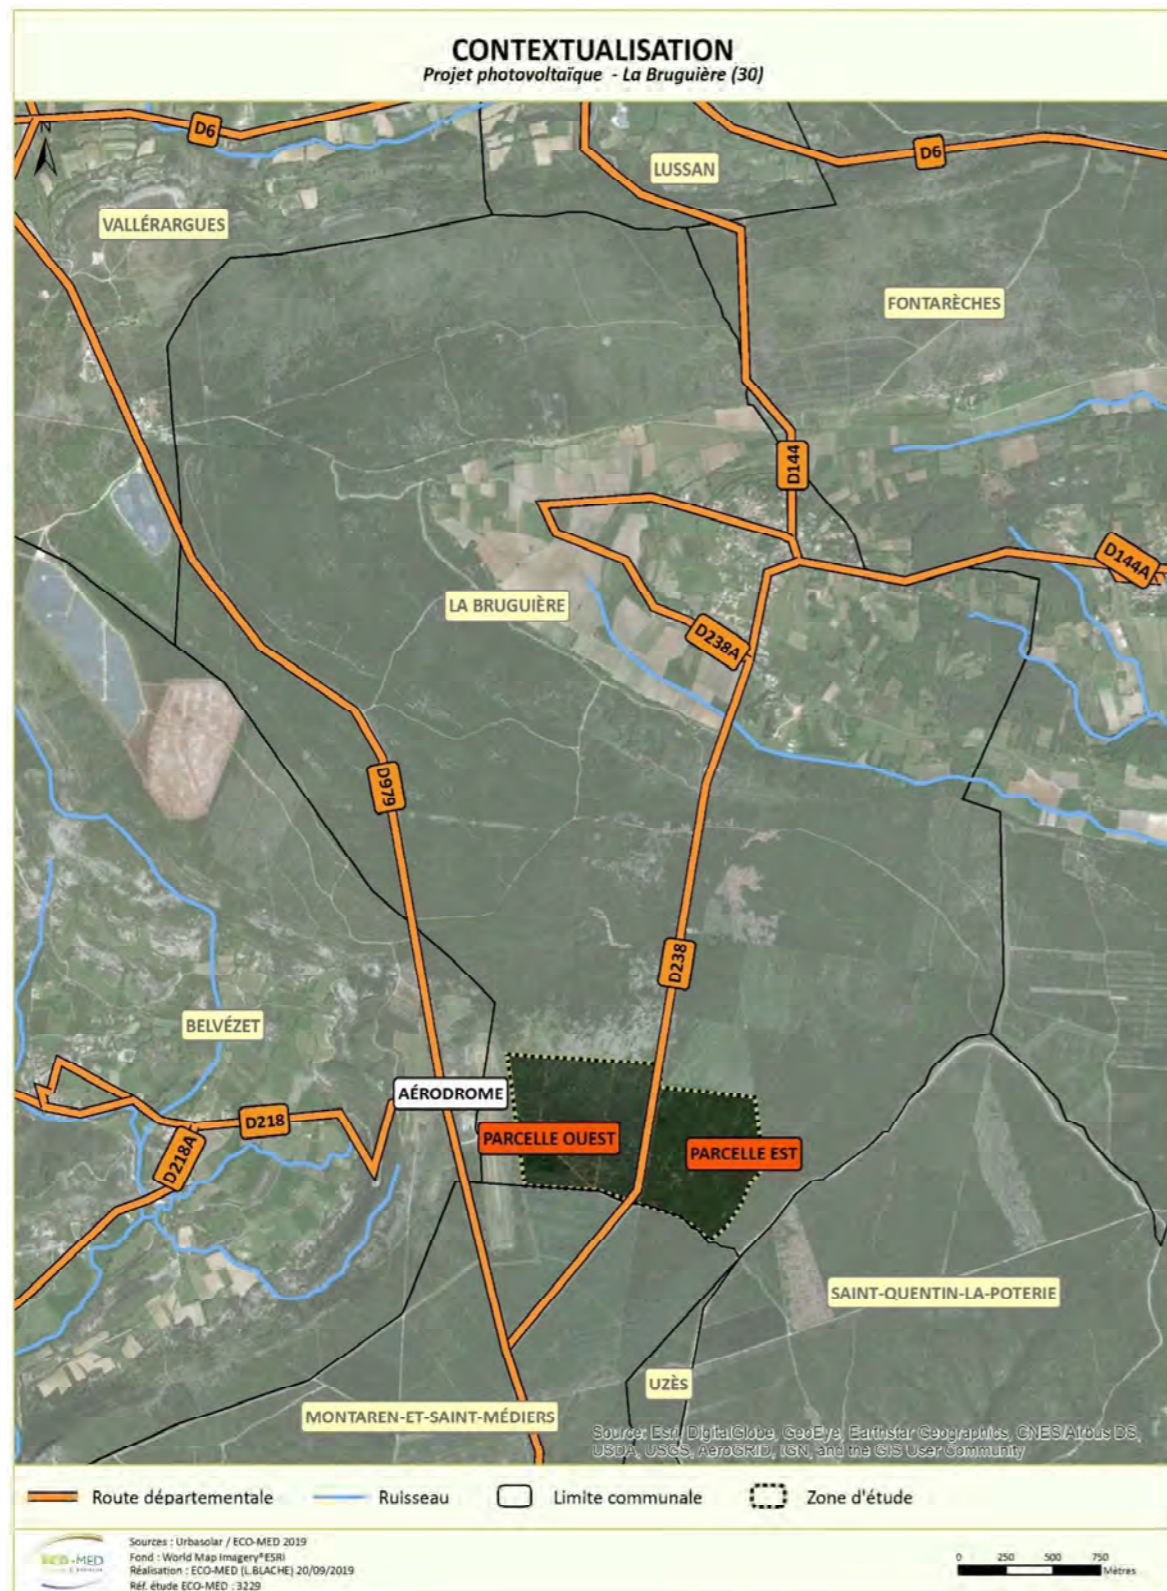 CONTEXTUALISATION
Projet photovoltaïque - La Bruguière (30)
D6
N
LUSSAN
D6
VALLÉRARGUES
FONTARÈCHES
D144
D144A
LA BRUGUIÈRE
D238A
D979
D238
BELVÉZET
AÉRODROME
D218
D218A
PARCELLE OUEST
PARCELLE EST
SAINT-QUENTIN-LA-POTERIE
UZÈS
MONTAREN-ET-SAINT-MÉDIERS
Source: Esri, DigitalGlobe, GeoEye, Earthstar Geographics, CNES/Airbus DS,
USDA, USGS, AeroGRID, IGN, and the GIS User Community
Route départementale
Ruisseau
Limite communale
Zone d'étude
ECO-MED
Sources : Urbasolar / ECO-MED 2019
Fond : World Map Imagery®ESRI
Réalisation : ECO-MED (L.BLACHE) 20/09/2019
Réf. étude ECO-MED : 3229
0 250 500 750
Mètres